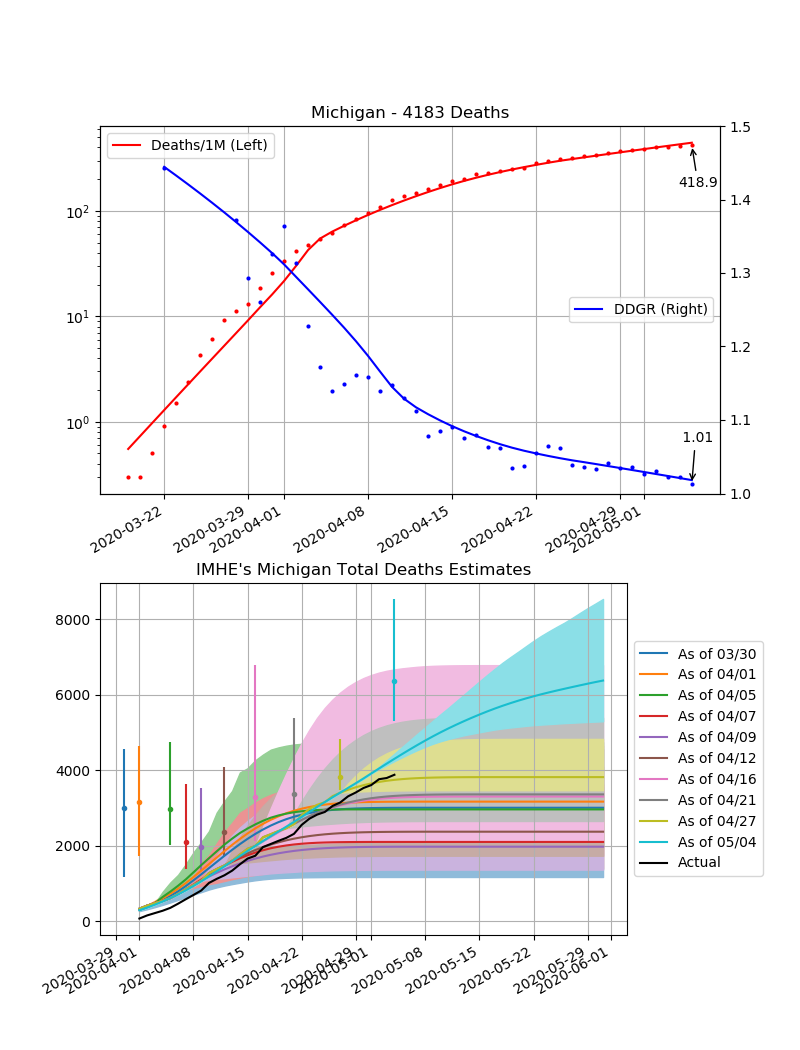 Michigan - 4183 Deaths
Deaths/1M (Left)
DDGR (Right)
418.9
1.01
10²
10¹
10⁰
1.5
1.4
1.3
1.2
1.1
1.0
2020-03-22
2020-03-29
2020-04-01
2020-04-08
2020-04-15
2020-04-22
2020-04-29
2020-05-01
IMHE's Michigan Total Deaths Estimates
8000
6000
4000
2000
0
2020-03-29
2020-04-01
2020-04-08
2020-04-15
2020-04-22
2020-04-29
2020-05-01
2020-05-08
2020-05-15
2020-05-22
2020-05-29
2020-06-01
As of 03/30
As of 04/01
As of 04/05
As of 04/07
As of 04/09
As of 04/12
As of 04/16
As of 04/21
As of 04/27
As of 05/04
Actual